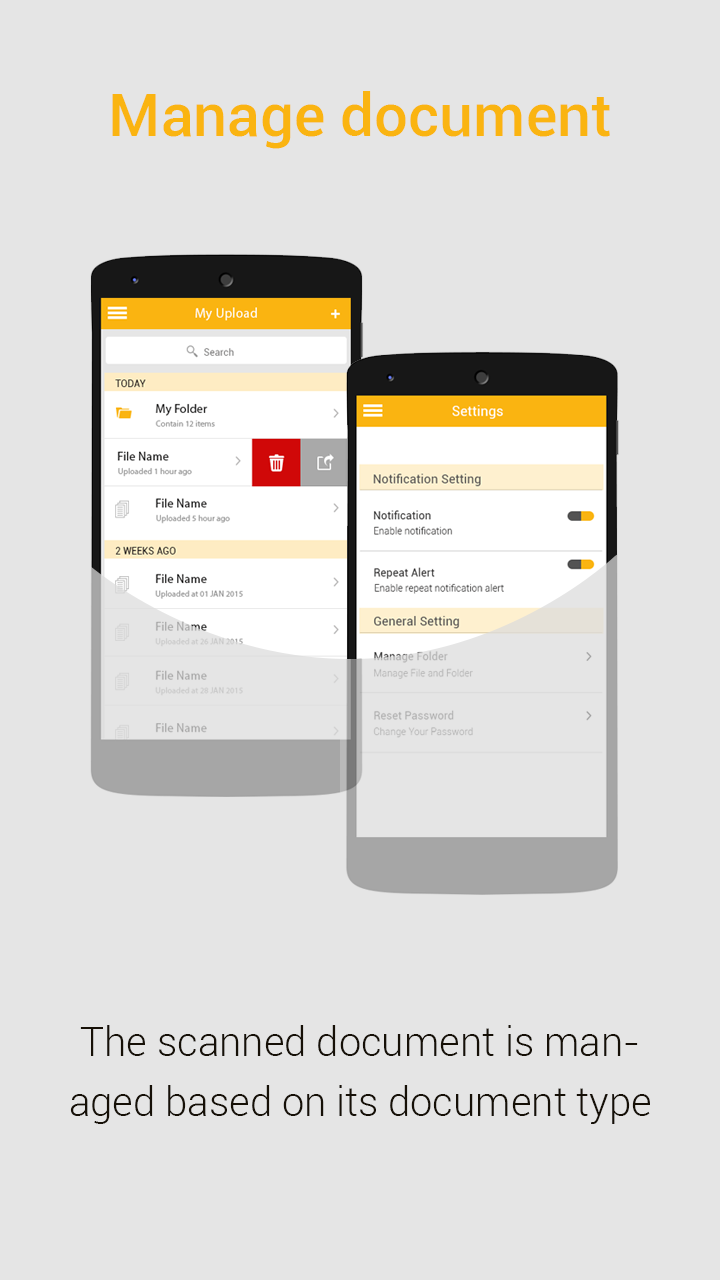 Manage document
My Upload
+
Search
TODAY
My Folder
Contain 12 items
File Name
Uploaded 1 hour ago
File Name
Uploaded 5 hour ago
2 WEEKS AGO
File Name
Uploaded at 01 JAN 2015
File Name
Uploaded at 26 JAN 2015
File Name
Uploaded at 28 JAN 2015
File Name
Settings
Notification Setting
Notification
Enable notification
Repeat Alert
Enable repeat notification alert
General Setting
Manage Folder
Manage File and Folder
Reset Password
Change Your Password
The scanned document is man-
aged based on its document type